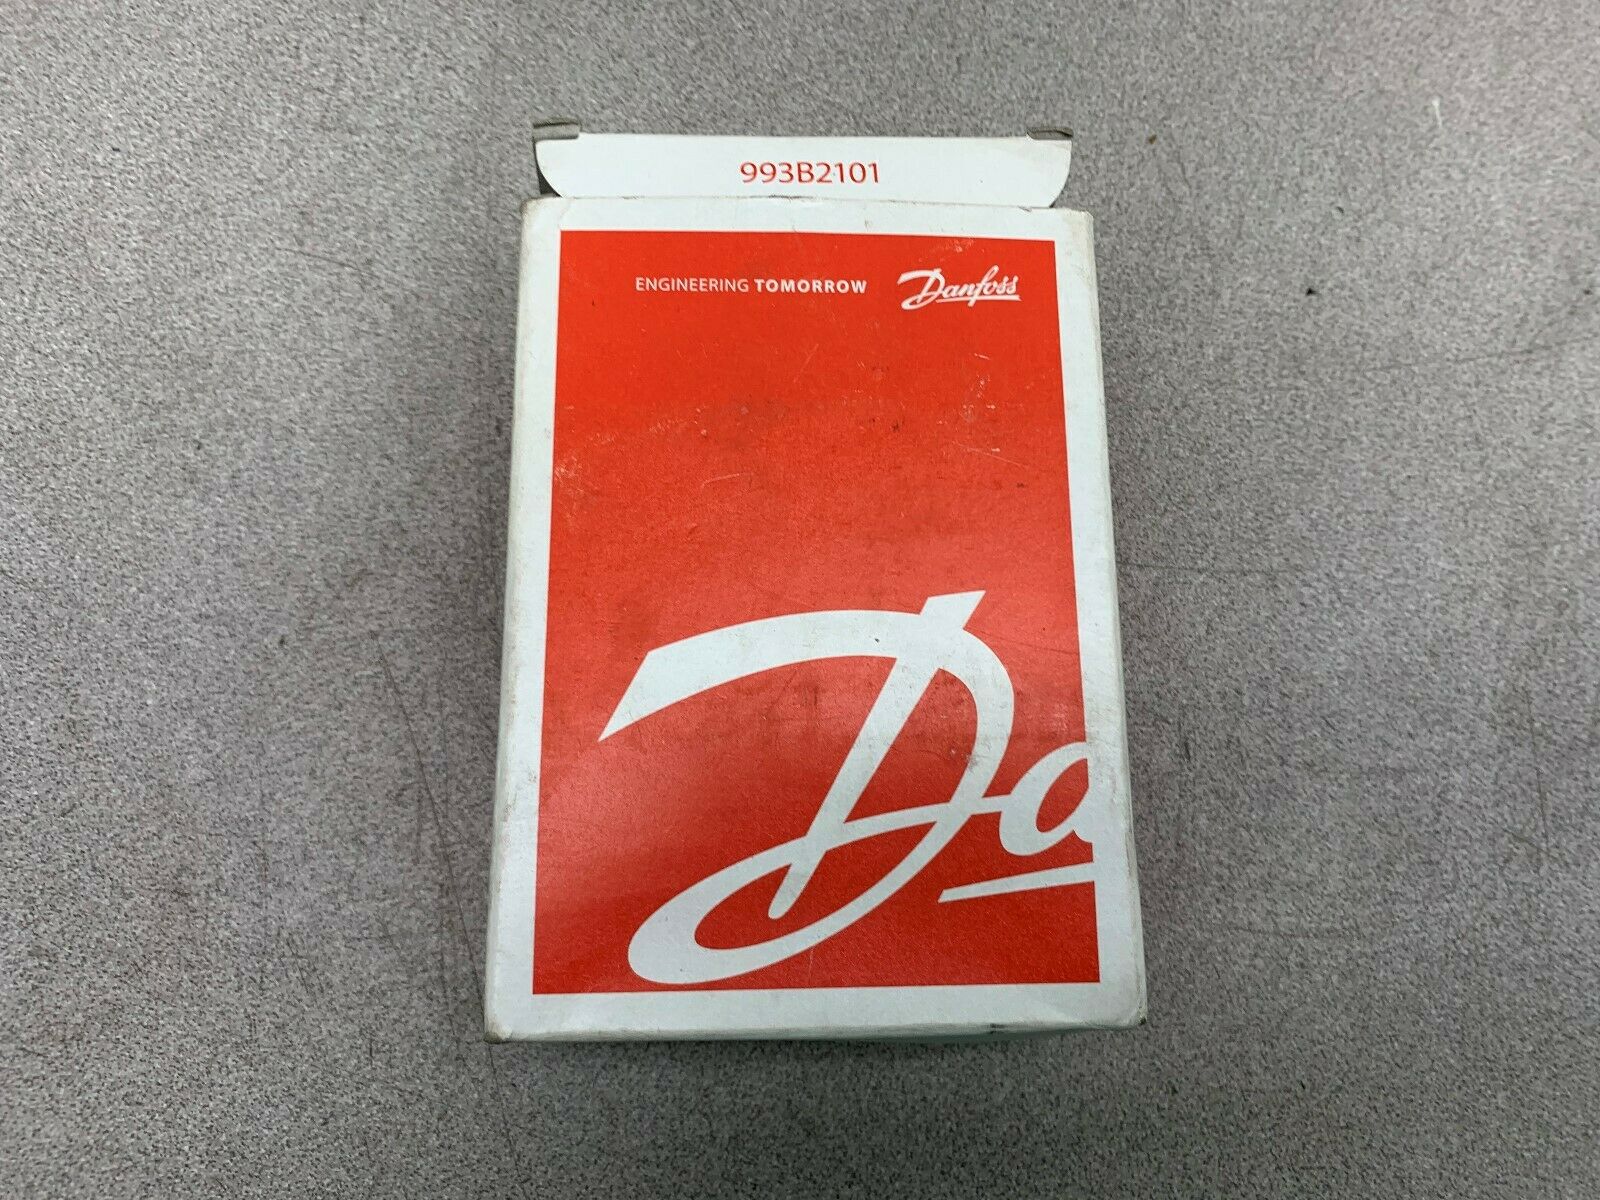 993B2101
ENGINEERING TOMORROW Danfoss
Da